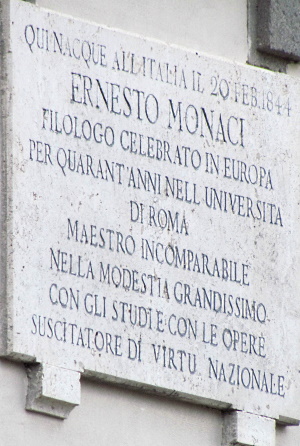 QUI NACQUE ALL'ITALIA IL 20 FEB. 1844
ERNESTO MONACI
FILOLOGO CELEBRATO IN EUROPA
PER QUARANT'ANNI NELL'UNIVERSITÀ
DI ROMA
MAESTRO INCOMPARABILE
NELLA MODESTIA GRANDISSIMO
CON GLI STUDI E CON LE OPERE
SUSCITATORE DI VIRTÙ NAZIONALE